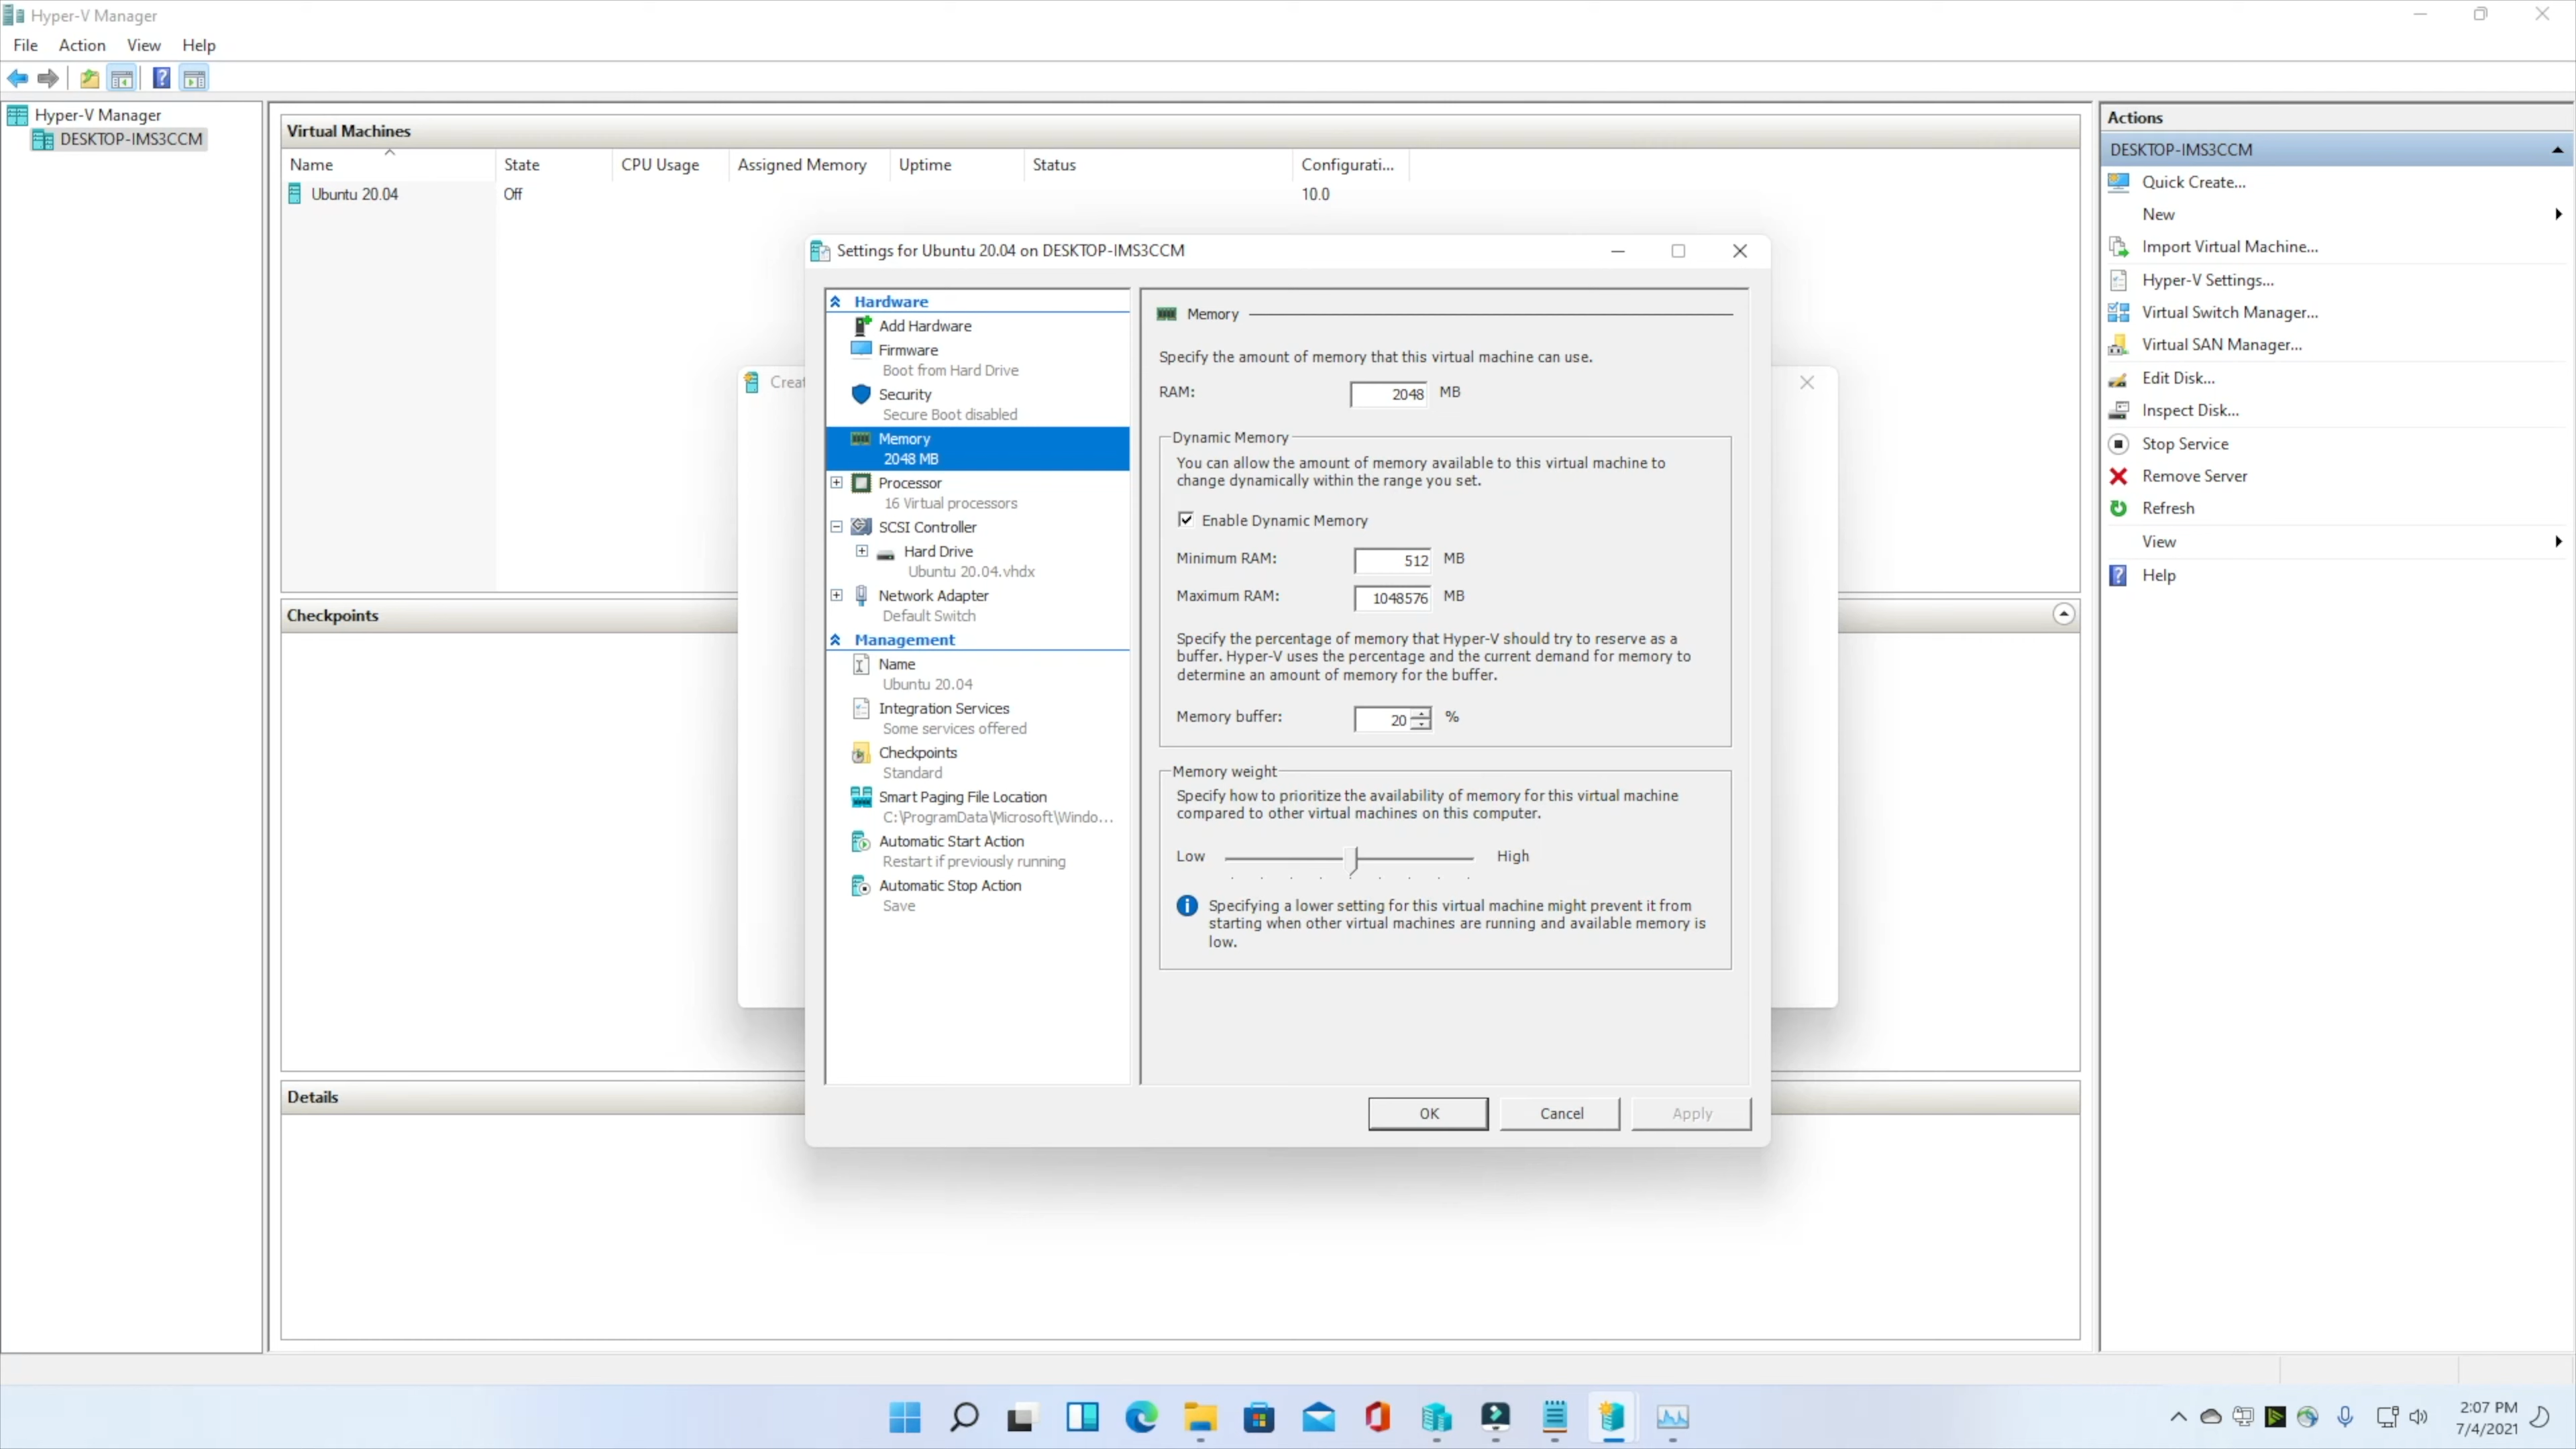 Hyper-V Manager
File Action View Help
Hyper-V Manager
DESKTOP-IMS3CCM
Virtual Machines
Name State CPU Usage Assigned Memory Uptime Status Configurati...
Ubuntu 20.04 Off 10.0
Checkpoints
Details
Creat
Settings for Ubuntu 20.04 on DESKTOP-IMS3CCM
Hardware
Add Hardware
Firmware
Boot from Hard Drive
Security
Secure Boot disabled
Memory
2048 MB
Processor
16 Virtual processors
SCSI Controller
Hard Drive
Ubuntu 20.04.vhdx
Network Adapter
Default Switch
Management
Name
Ubuntu 20.04
Integration Services
Some services offered
Checkpoints
Standard
Smart Paging File Location
C:\ProgramData\Microsoft\Windo...
Automatic Start Action
Restart if previously running
Automatic Stop Action
Save
Memory
Specify the amount of memory that this virtual machine can use.
RAM: 2048 MB
Dynamic Memory
You can allow the amount of memory available to this virtual machine to
change dynamically within the range you set.
Enable Dynamic Memory
Minimum RAM: 512 MB
Maximum RAM: 1048576 MB
Specify the percentage of memory that Hyper-V should try to reserve as a
buffer. Hyper-V uses the percentage and the current demand for memory to
determine an amount of memory for the buffer.
Memory buffer: 20 %
Memory weight
Specify how to prioritize the availability of memory for this virtual machine
compared to other virtual machines on this computer.
Low High
Specifying a lower setting for this virtual machine might prevent it from
starting when other virtual machines are running and available memory is
low.
OK Cancel Apply
Actions
DESKTOP-IMS3CCM
Quick Create...
New
Import Virtual Machine...
Hyper-V Settings...
Virtual Switch Manager...
Virtual SAN Manager...
Edit Disk...
Inspect Disk...
Stop Service
Remove Server
Refresh
View
Help
2:07 PM
7/4/2021